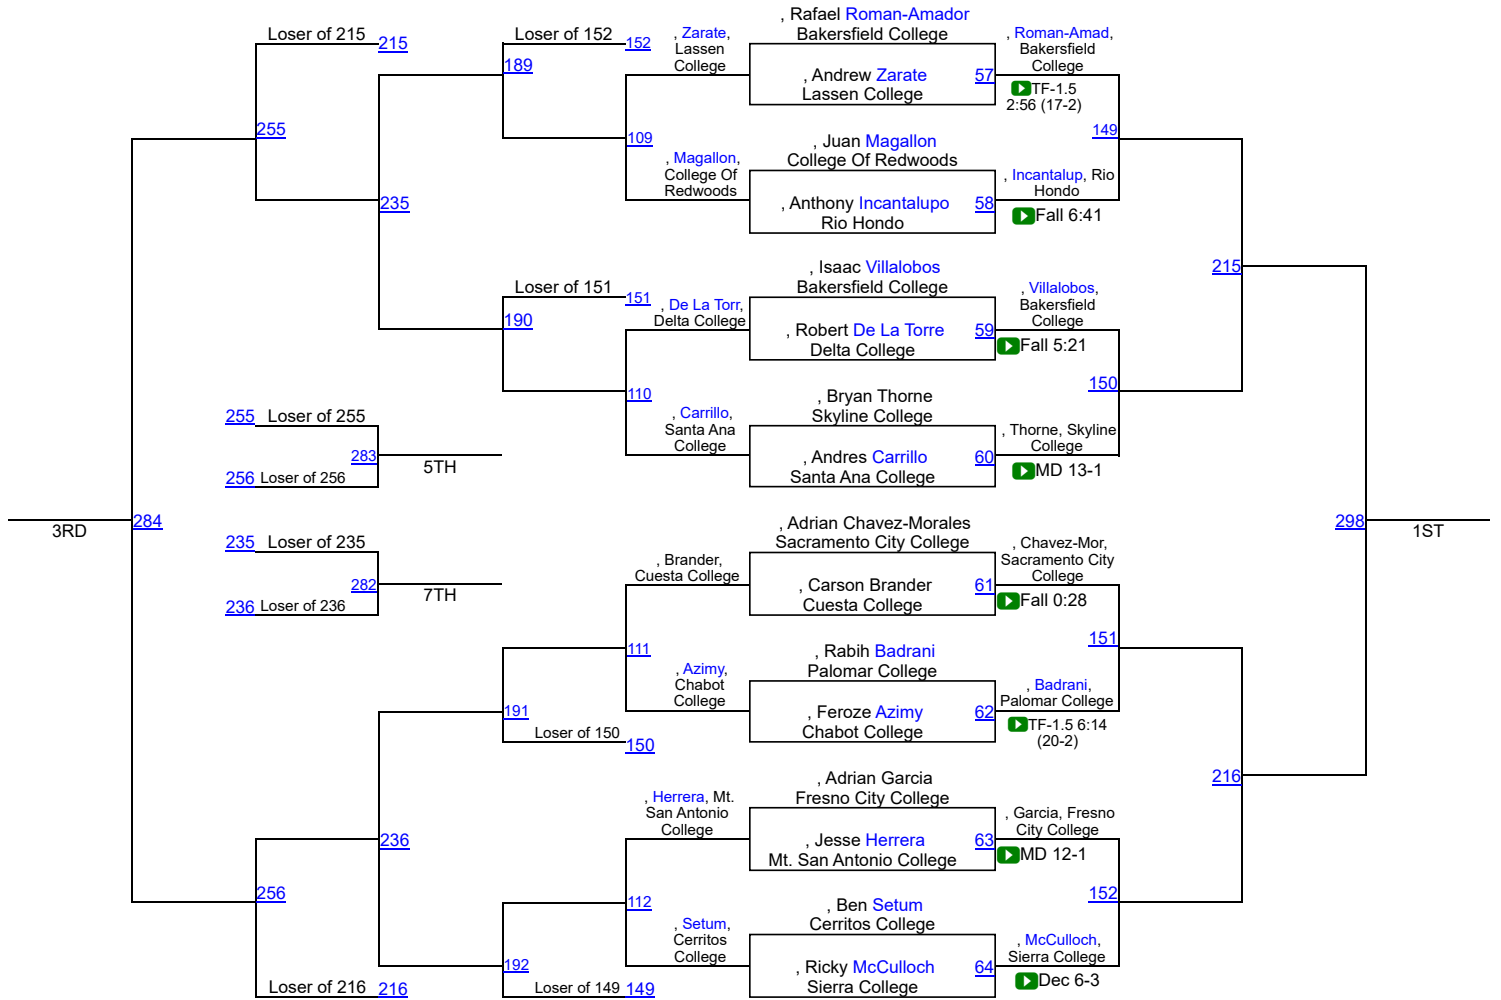 , Rafael Roman-Amador
Bakersfield College
Loser of 215 215
Loser of 152 152
, Zarate,
Lassen
College
, Roman-Amad,
Bakersfield
College
189
, Andrew Zarate 57
Lassen College
TF-1.5
2:56 (17-2)
255
109
149
, Juan Magallon
College Of Redwoods
, Magallon,
College Of
Redwoods
, Incantalup, Rio
Hondo
235
, Anthony Incantalupo 58
Rio Hondo
Fall 6:41
215
, Isaac Villalobos
Bakersfield College
Loser of 151 151
, De La Torr,
Delta College
, Villalobos,
Bakersfield
College
190
, Robert De La Torre 59
Delta College
Fall 5:21
150
110
, Bryan Thorne
Skyline College
255 Loser of 255
, Carrillo,
Santa Ana
College
, Thorne, Skyline
College
283
5TH
, Andres Carrillo 60
Santa Ana College
MD 13-1
256 Loser of 256
3RD
284
298
1ST
, Adrian Chavez-Morales
Sacramento City College
235 Loser of 235
, Brander,
Cuesta College
, Chavez-Mor,
Sacramento City
College
282
7TH
, Carson Brander 61
Cuesta College
Fall 0:28
236 Loser of 236
151
111
, Rabih Badrani
Palomar College
, Azimy,
Chabot
College
, Badrani,
Palomar College
191
, Feroze Azimy 62
Chabot College
TF-1.5 6:14
(20-2)
Loser of 150 150
216
, Adrian Garcia
Fresno City College
, Herrera, Mt.
San Antonio
College
, Garcia, Fresno
City College
236
, Jesse Herrera 63
Mt. San Antonio College
MD 12-1
256
112
152
, Ben Setum
Cerritos College
, Setum,
Cerritos
College
, McCulloch,
Sierra College
192
, Ricky McCulloch 64
Sierra College
Dec 6-3
Loser of 216 216
Loser of 149 149